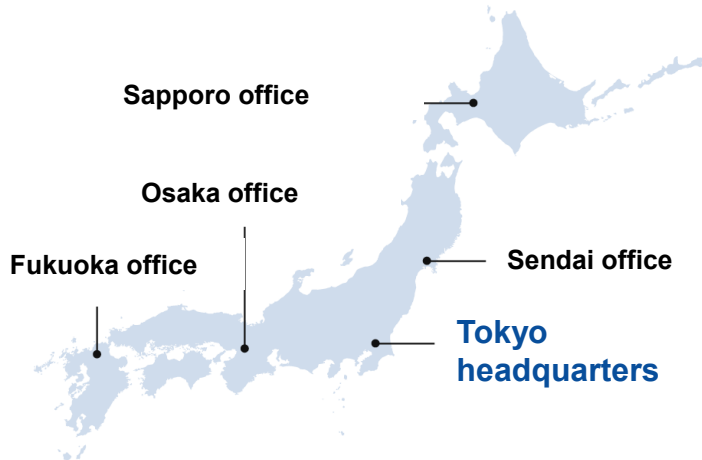 Sapporo office
Osaka office
Fukuoka office
Sendai office
Tokyo
headquarters